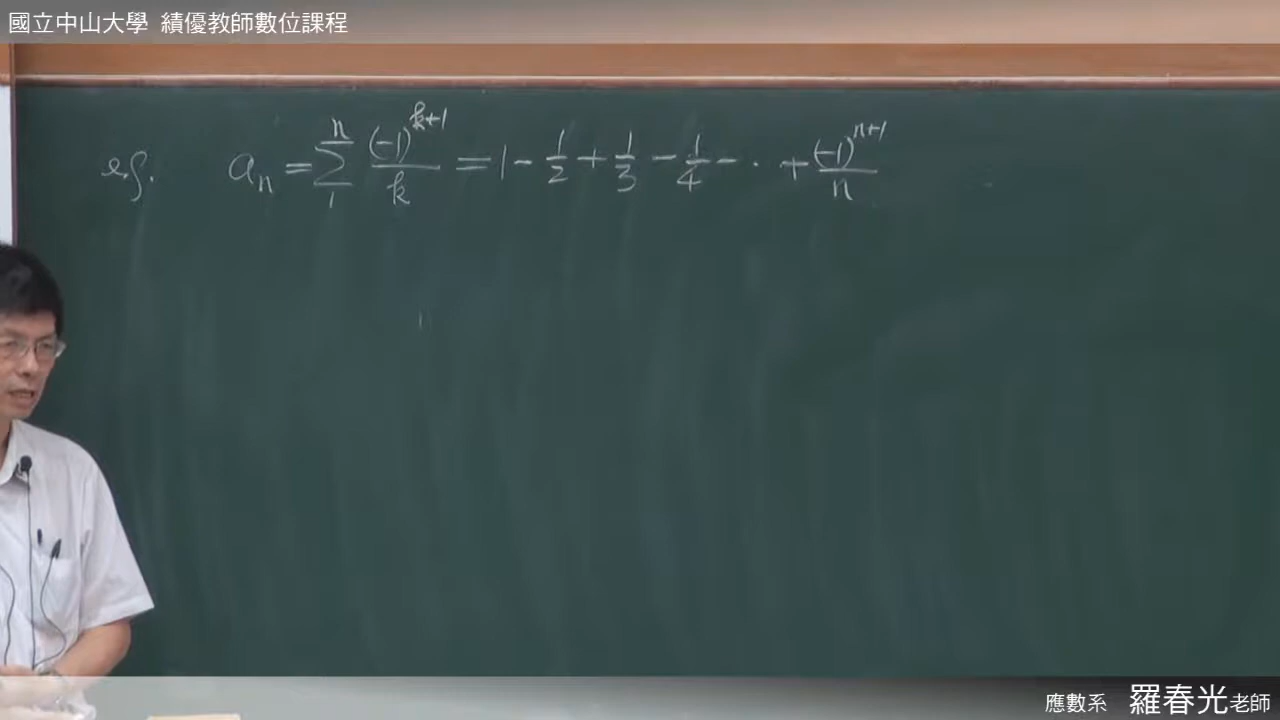 國立中山大學 績優教師數位課程
e.g. aₙ = ∑₁ⁿ (-1)^(k+1)/k = 1 - 1/2 + 1/3 - 1/4 - · · + (-1)^(n+1)/n
應數系 羅春光老師